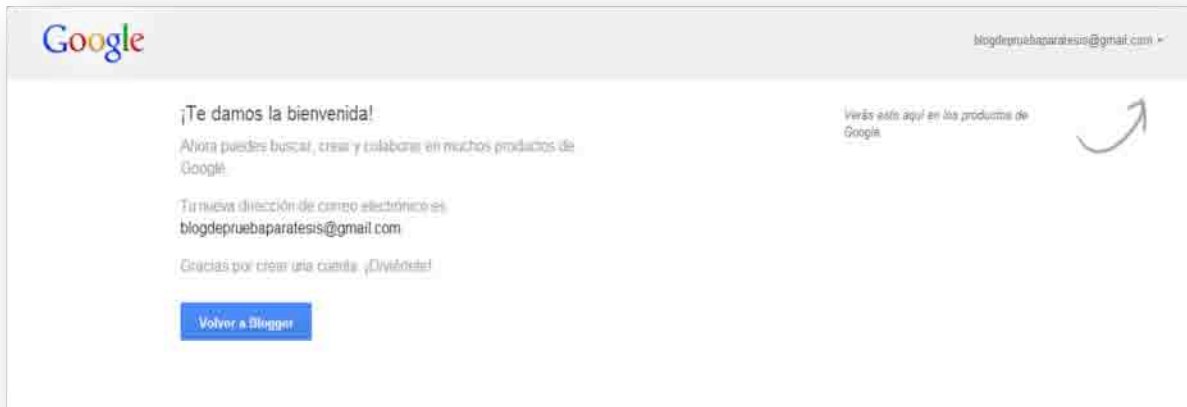 Google
blogdepruebaparatesis@gmail.com
¡Te damos la bienvenida!
Ahora puedes buscar, crear y colaborar en muchos productos de
Google.
Verás esto aquí en los productos de
Google.
Tu nueva dirección de correo electrónico es
blogdepruebaparatesis@gmail.com
Gracias por crear una cuenta. ¡Diviértete!
Volver a Blogger